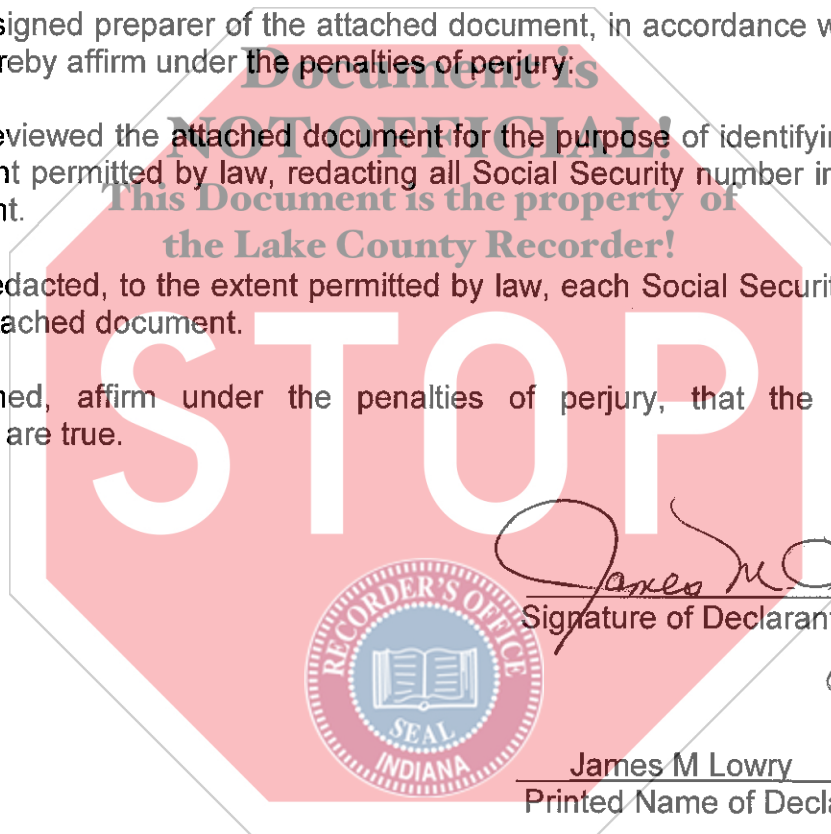 signed preparer of the attached document, in accordance w
reby affirm under the penalties of perjury:
Document is
eviewed the attached document for the purpose of identifyin
NOT OFFICIAL!
nt permitted by law, redacting all Social Security number in
This Document is the property of
nt.
the Lake County Recorder!
edacted, to the extent permitted by law, each Social Securit
tached document.
STOP
ned, affirm under the penalties of perjury, that the
are true.
James M.
Signature of Declarant
RECORDER'S OFFICE
SEAL
INDIANA
James M Lowry
Printed Name of Decla